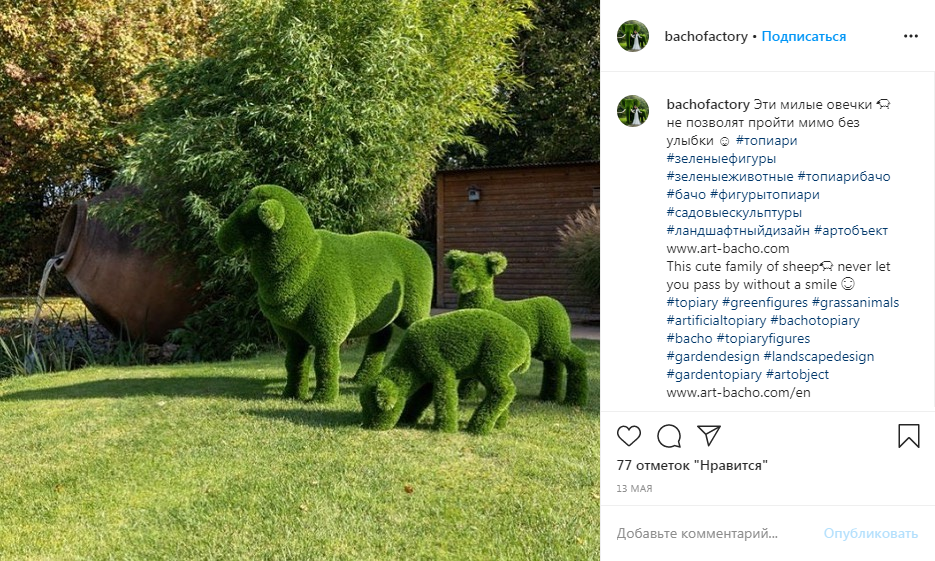 bachofactory • Подписаться
bachofactory Эти милые овечки 🐑
не позволят пройти мимо без
улыбки ☺ #топиари
#зеленыефигуры
#зеленыеживотные #топиарибачо
#бачо #фигурытопиари
#садовыескульптуры
#ландшафтныйдизайн #артобъект
www.art-bacho.com
This cute family of sheep🐑 never let
you pass by without a smile ☺
#topiary #greenfigures #grassanimals
#artificialtopiary #bachotopiary
#bacho #topiaryfigures
#gardendesign #landscapedesign
#gardentopiary #artobject
www.art-bacho.com/en
77 отметок "Нравится"
13 МАЯ
Добавьте комментарий... Опубликовать